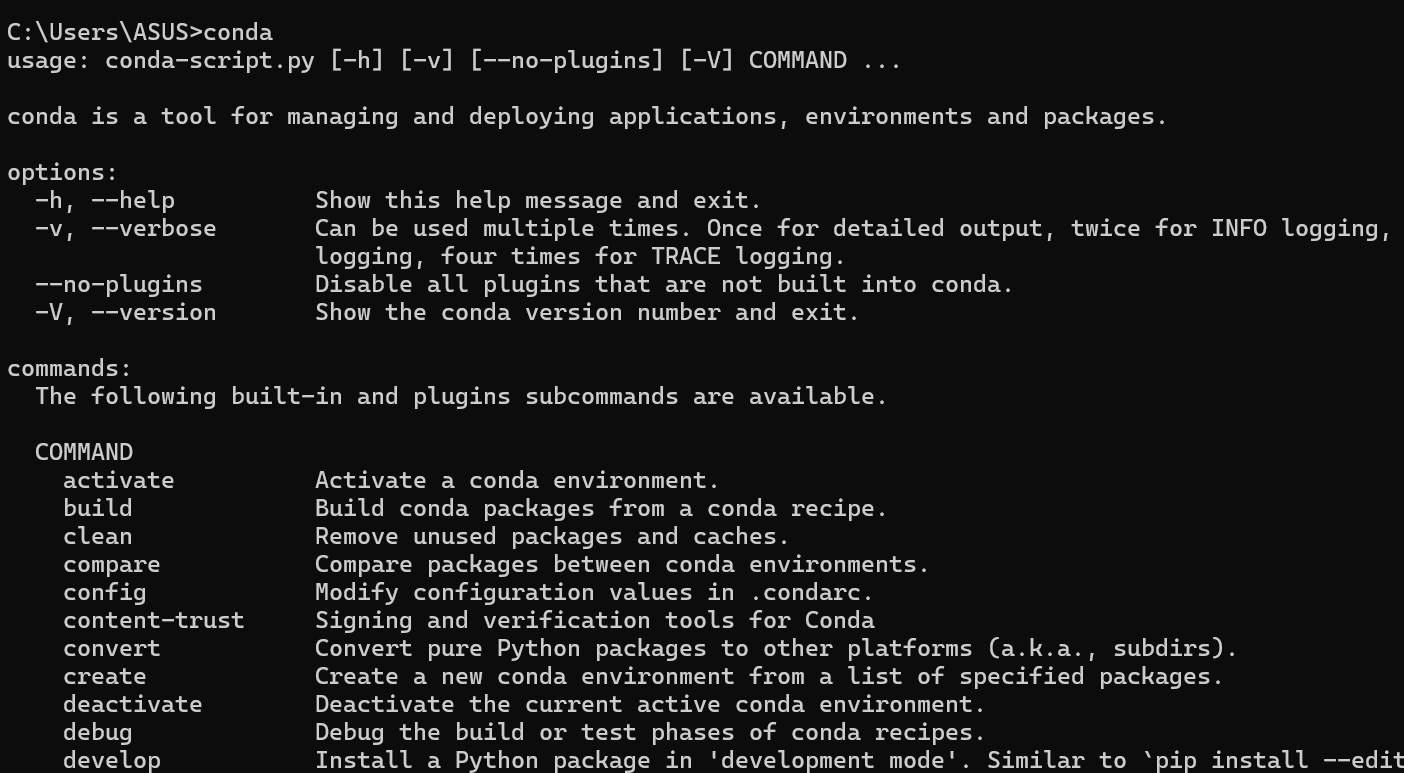 C:\Users\ASUS>conda
usage: conda-script.py [-h] [-v] [--no-plugins] [-V] COMMAND ...
conda is a tool for managing and deploying applications, environments and packages.
options:
-h, --help Show this help message and exit.
-v, --verbose Can be used multiple times. Once for detailed output, twice for INFO logging,
logging, four times for TRACE logging.
--no-plugins Disable all plugins that are not built into conda.
-V, --version Show the conda version number and exit.
commands:
The following built-in and plugins subcommands are available.
COMMAND
activate Activate a conda environment.
build Build conda packages from a conda recipe.
clean Remove unused packages and caches.
compare Compare packages between conda environments.
config Modify configuration values in .condarc.
content-trust Signing and verification tools for Conda
convert Convert pure Python packages to other platforms (a.k.a., subdirs).
create Create a new conda environment from a list of specified packages.
deactivate Deactivate the current active conda environment.
debug Debug the build or test phases of conda recipes.
develop Install a Python package in 'development mode'. Similar to `pip install --edit